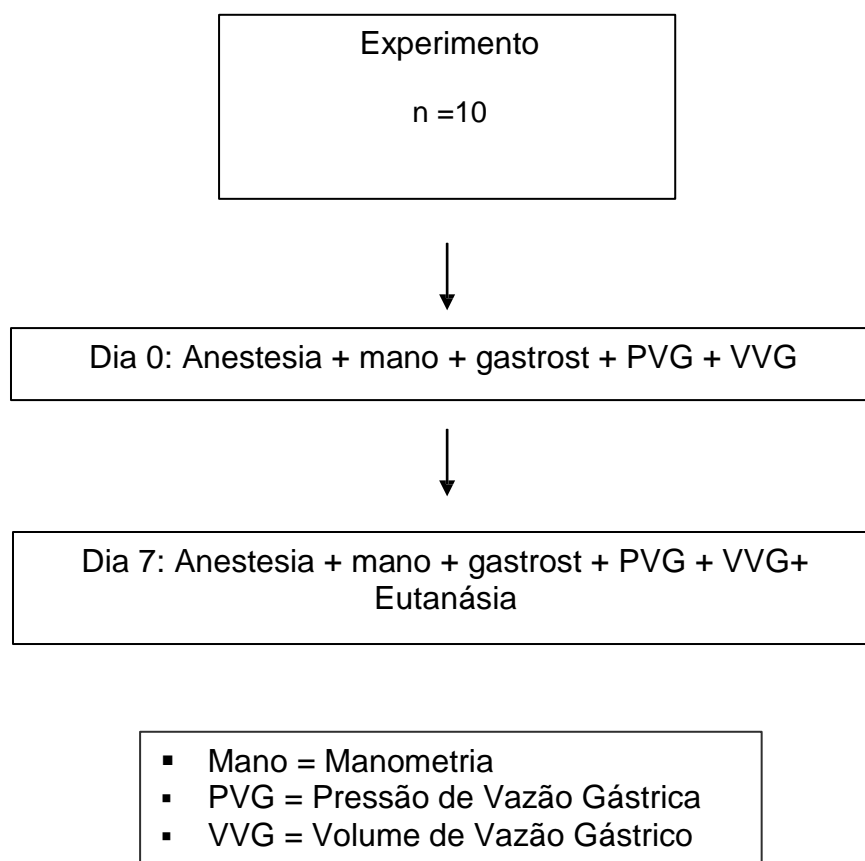 Experimento
n =10
Dia 0: Anestesia + mano + gastrost + PVG + VVG
Dia 7: Anestesia + mano + gastrost + PVG + VVG+
Eutanásia
▪ Mano = Manometria
▪ PVG = Pressão de Vazão Gástrica
▪ VVG = Volume de Vazão Gástrico